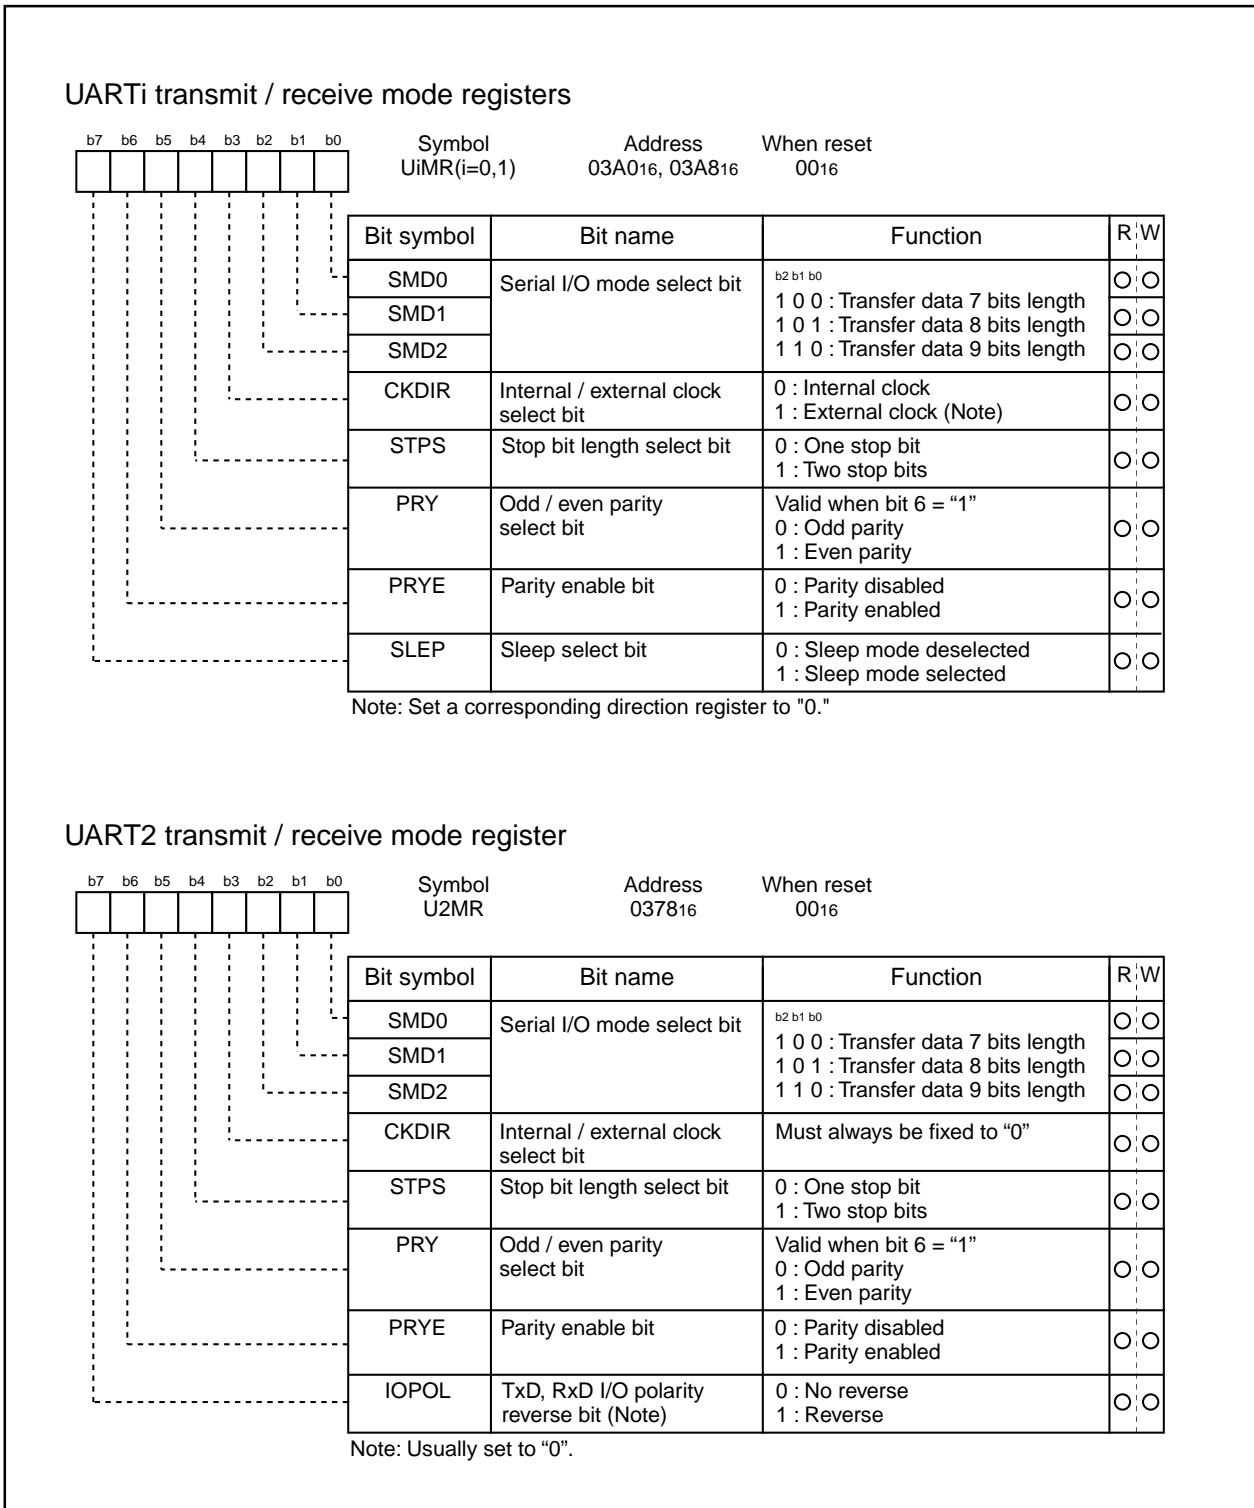 UARTi transmit / receive mode registers
b7 b6 b5 b4 b3 b2 b1 b0
Symbol Address When reset
UiMR(i=0,1) 03A016, 03A816 0016
Bit symbol Bit name Function R W
SMD0 Serial I/O mode select bit b2 b1 b0
1 0 0 : Transfer data 7 bits length
SMD1 1 0 1 : Transfer data 8 bits length
SMD2 1 1 0 : Transfer data 9 bits length
CKDIR Internal / external clock 0 : Internal clock
select bit 1 : External clock (Note)
STPS Stop bit length select bit 0 : One stop bit
1 : Two stop bits
PRY Odd / even parity Valid when bit 6 = “1”
select bit 0 : Odd parity
1 : Even parity
PRYE Parity enable bit 0 : Parity disabled
1 : Parity enabled
SLEP Sleep select bit 0 : Sleep mode deselected
1 : Sleep mode selected
Note: Set a corresponding direction register to "0."
UART2 transmit / receive mode register
b7 b6 b5 b4 b3 b2 b1 b0
Symbol Address When reset
U2MR 037816 0016
Bit symbol Bit name Function R W
SMD0 Serial I/O mode select bit b2 b1 b0
1 0 0 : Transfer data 7 bits length
SMD1 1 0 1 : Transfer data 8 bits length
SMD2 1 1 0 : Transfer data 9 bits length
CKDIR Internal / external clock Must always be fixed to “0”
select bit
STPS Stop bit length select bit 0 : One stop bit
1 : Two stop bits
PRY Odd / even parity Valid when bit 6 = “1”
select bit 0 : Odd parity
1 : Even parity
PRYE Parity enable bit 0 : Parity disabled
1 : Parity enabled
IOPOL TxD, RxD I/O polarity 0 : No reverse
reverse bit (Note) 1 : Reverse
Note: Usually set to “0”.